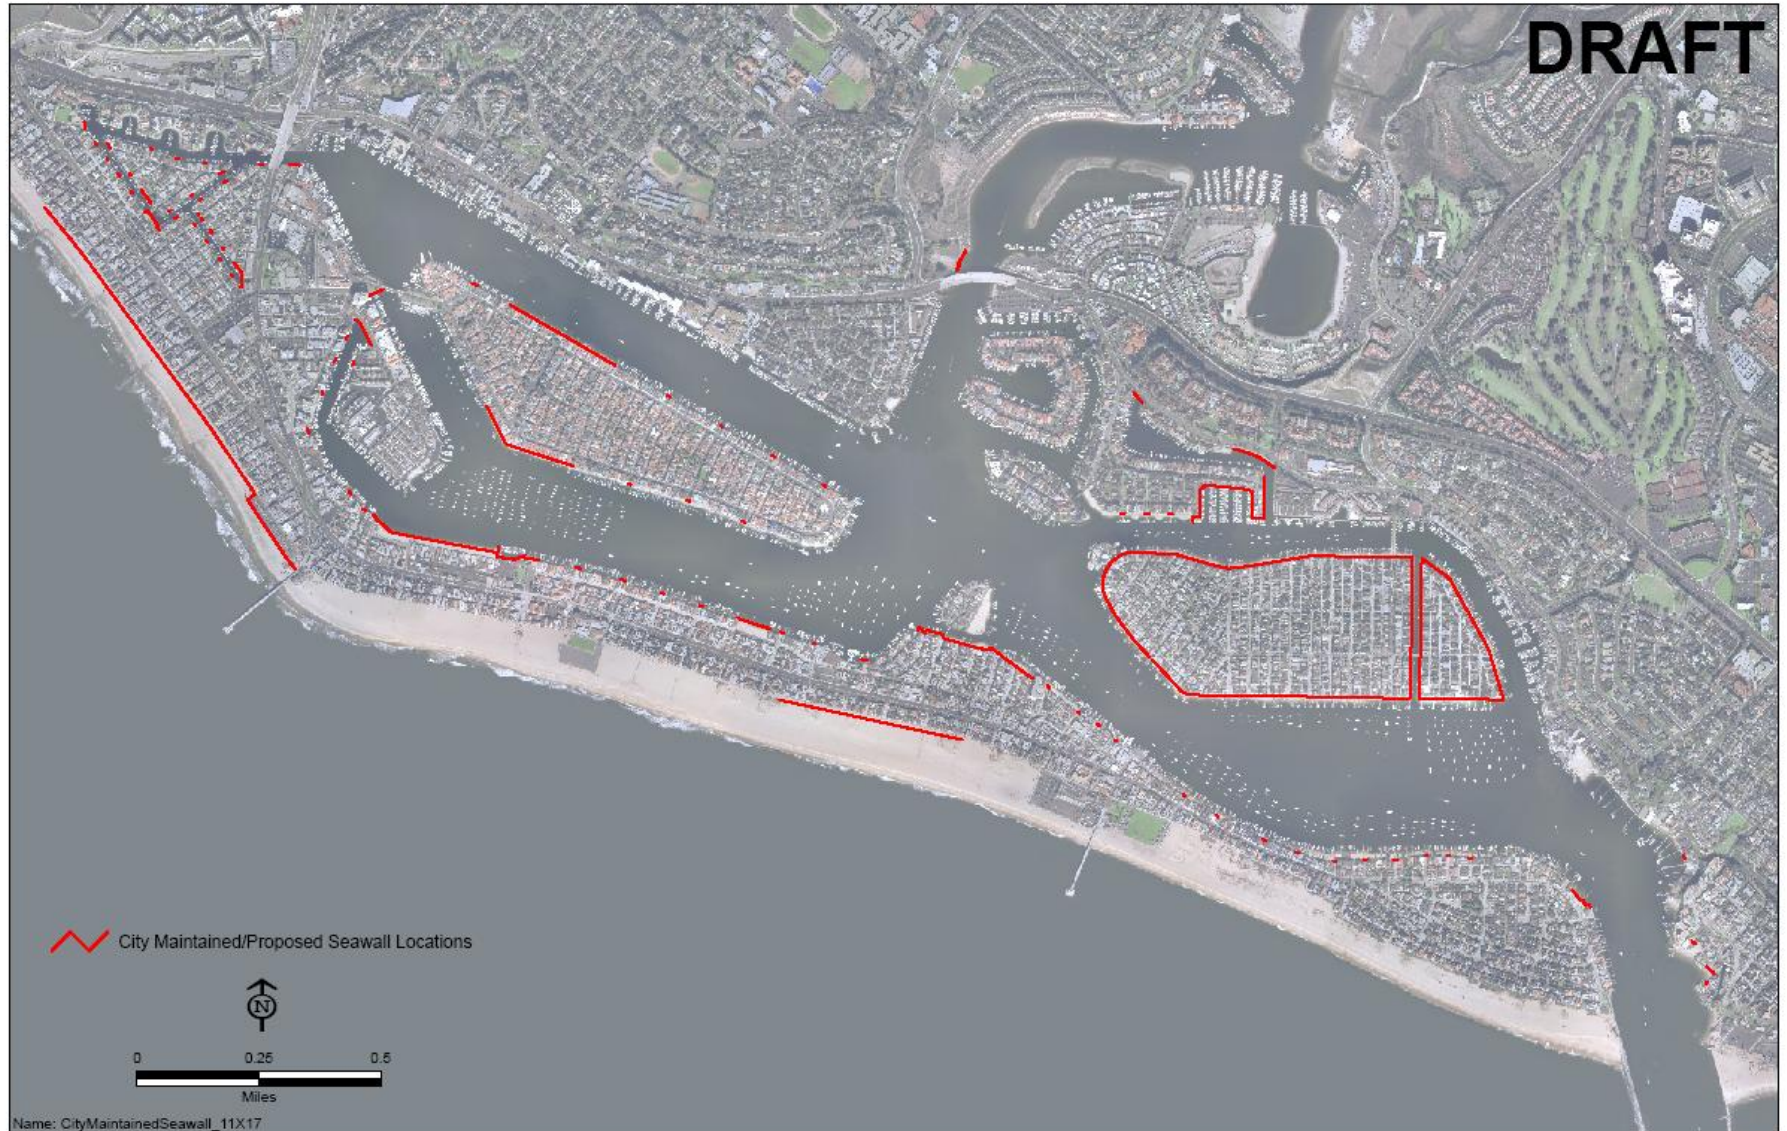 DRAFT
City Maintained/Proposed Seawall Locations
N
0 0.25 0.5
Miles
Name: CityMaintainedSeawall_11X17